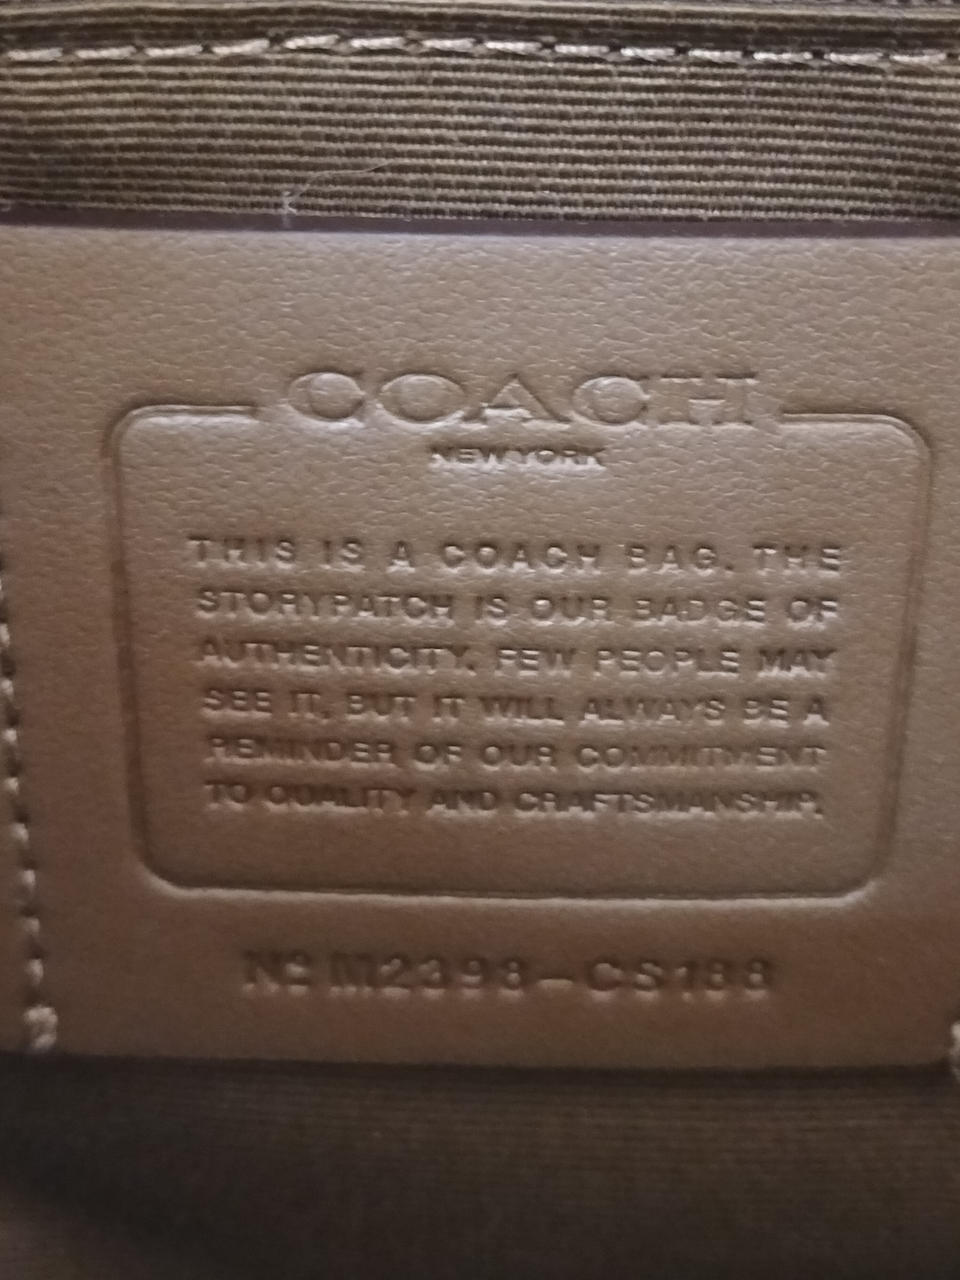 COACH
NEW YORK
THIS IS A COACH BAG. THE
STORYPATCH IS OUR BADGE OF
AUTHENTICITY. FEW PEOPLE MAY
SEE IT, BUT IT WILL ALWAYS BE A
REMINDER OF OUR COMMITMENT
TO QUALITY AND CRAFTSMANSHIP.
Nº M2398-CS188